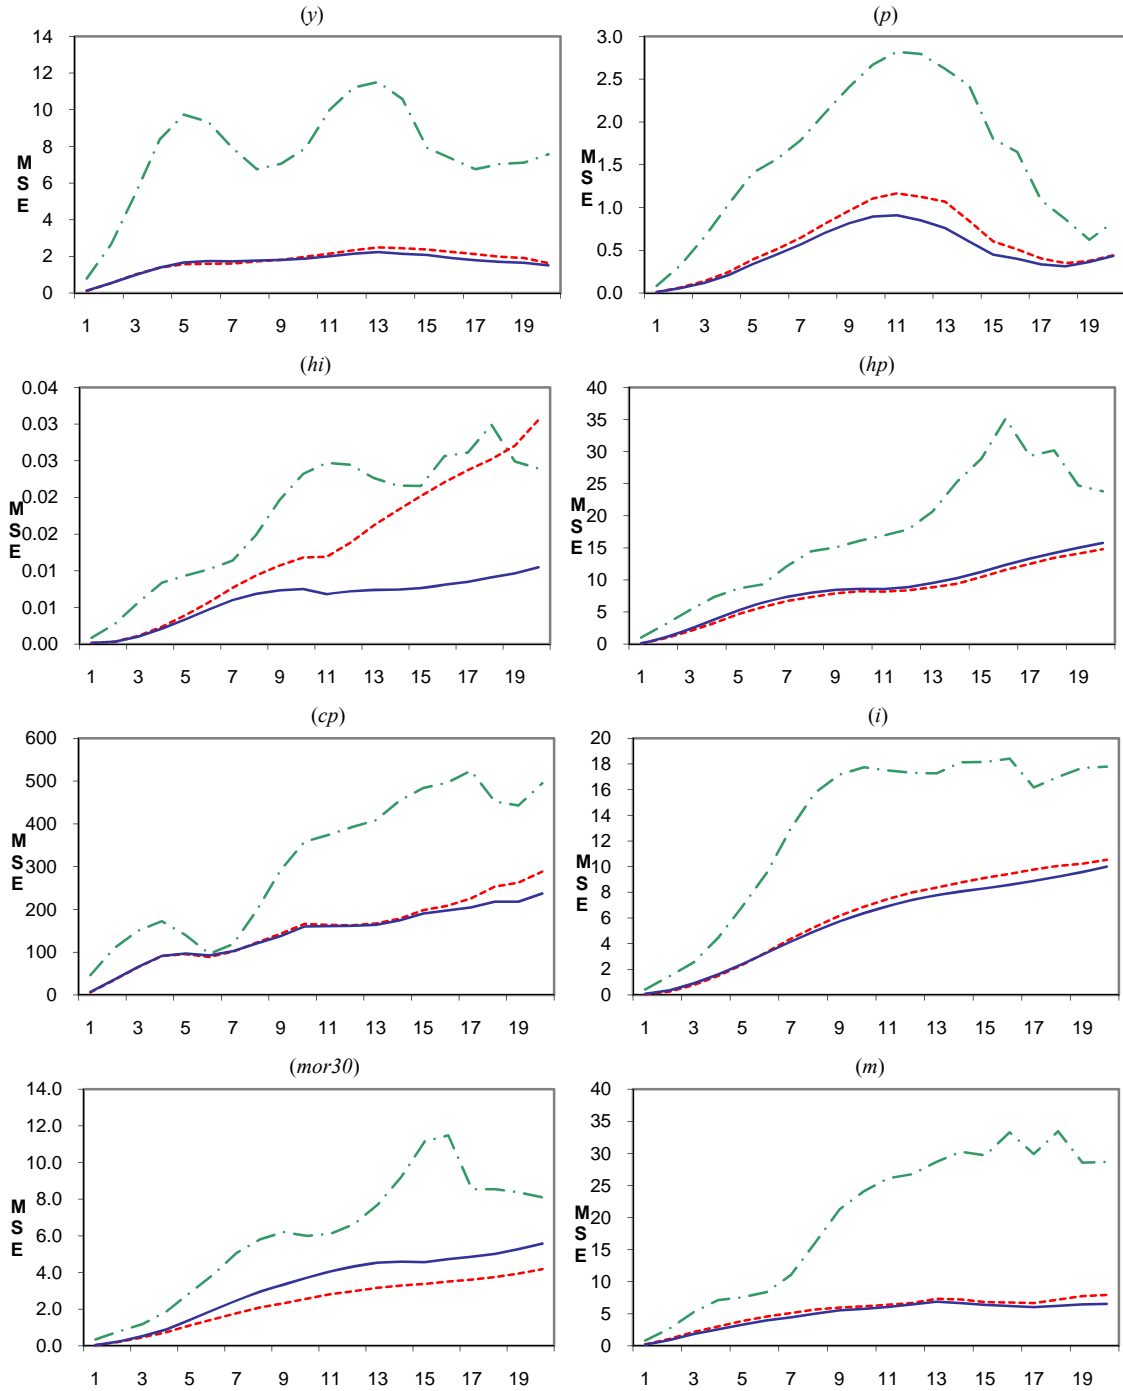 (y)
14
12
10
8
6
4
2
0
M
S
E
1 3 5 7 9 11 13 15 17 19
(p)
3.0
2.5
2.0
1.5
1.0
0.5
0.0
M
S
E
1 3 5 7 9 11 13 15 17 19
(hi)
0.04
0.03
0.03
0.02
0.02
0.01
0.01
0.00
M
S
E
1 3 5 7 9 11 13 15 17 19
(hp)
40
35
30
25
20
15
10
5
0
M
S
E
1 3 5 7 9 11 13 15 17 19
(cp)
600
500
400
300
200
100
0
M
S
E
1 3 5 7 9 11 13 15 17 19
(i)
20
18
16
14
12
10
8
6
4
2
0
M
S
E
1 3 5 7 9 11 13 15 17 19
(mor30)
14.0
12.0
10.0
8.0
6.0
4.0
2.0
0.0
M
S
E
1 3 5 7 9 11 13 15 17 19
(m)
40
35
30
25
20
15
10
5
0
M
S
E
1 3 5 7 9 11 13 15 17 19